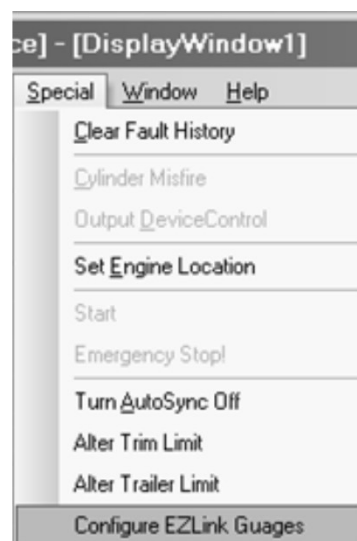 ce] - [DisplayWindow1]
Special Window Help
Clear Fault History
Cylinder Misfire
Output DeviceControl
Set Engine Location
Start
Emergency Stop!
Turn AutoSync Off
Alter Trim Limit
Alter Trailer Limit
Configure EZLink Guages